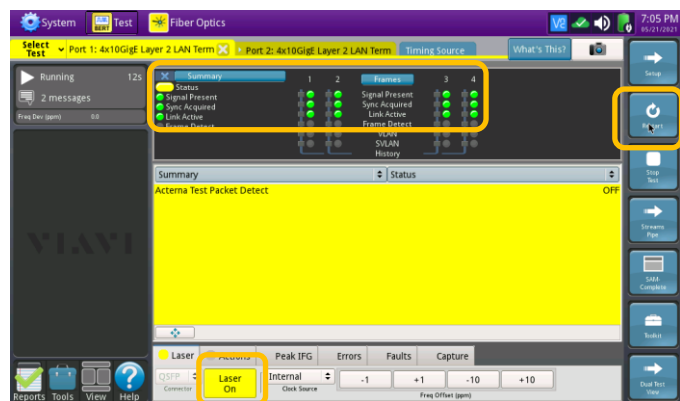 System
Test
Fiber Optics
V2
7:05 PM
05/21/2021
Select Test
Port 1: 4x10GigE Layer 2 LAN Term
Port 2: 4x10GigE Layer 2 LAN Term
Timing Source
What's This?
Running 12s
2 messages
Freq Dev (ppm) 0.0
Summary 1 2 Frames 3 4
Status
Signal Present Signal Present
Sync Acquired Sync Acquired
Link Active Link Active
Frame Detect Frame Detect
VLAN
SVLAN
History
Summary Status
Acterna Test Packet Detect OFF
VIAVI
Laser Actions Peak IFG Errors Faults Capture
QSFP
Connector
Laser On
Internal
Clock Source
-1 +1 -10 +10
Freq Offset (ppm)
Reports Tools View Help
Setup
Restart
Stop Test
Streams Pipe
SAM-Complete
Toolkit
Dual Test View